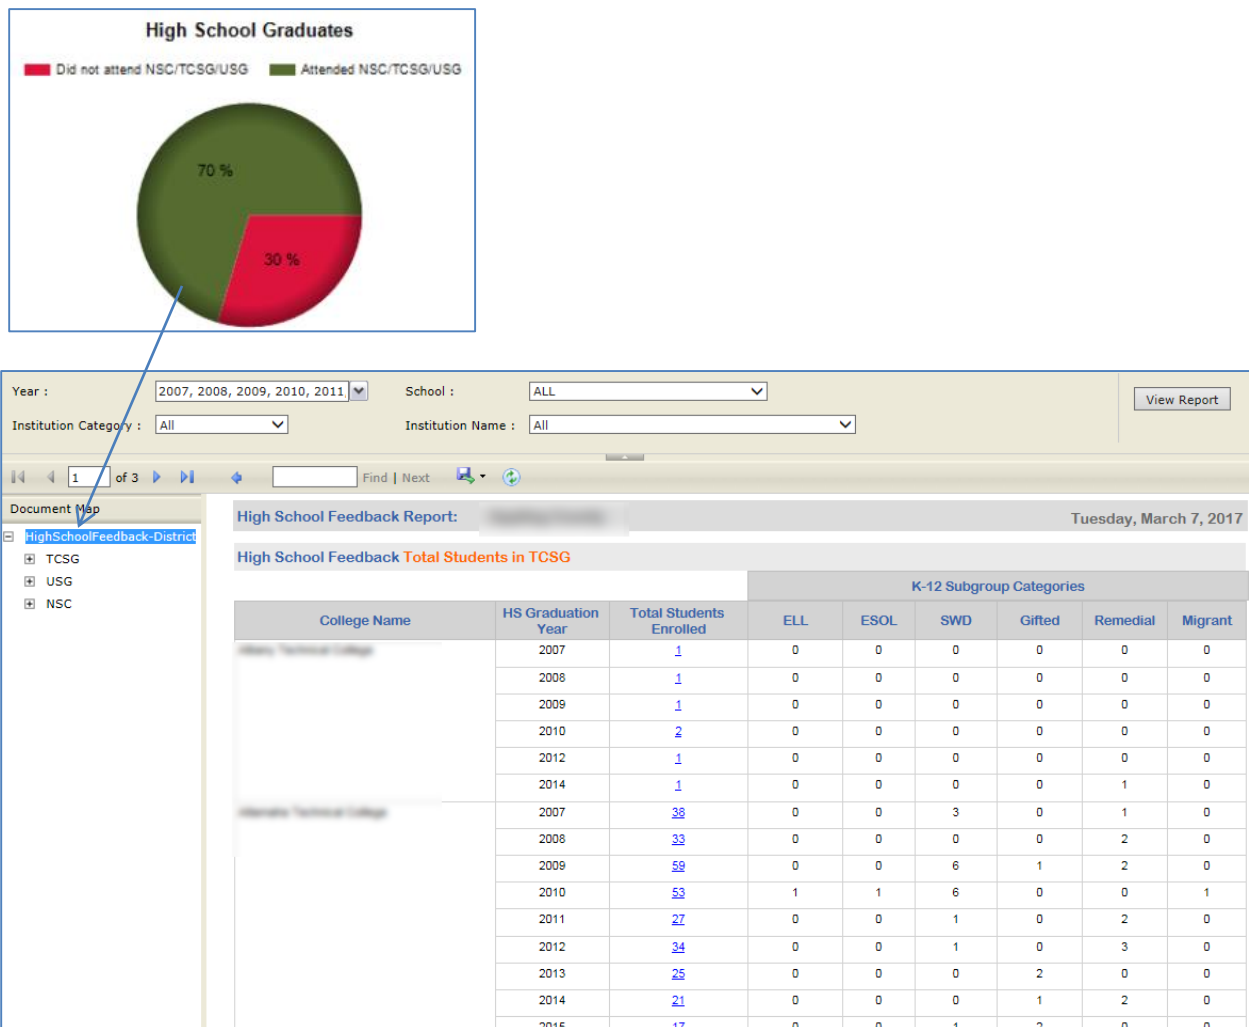 High School Graduates
Did not attend NSC/TCSG/USG Attended NSC/TCSG/USG
70 %
30 %
Year : 2007, 2008, 2009, 2010, 2011, School : ALL View Report
Institution Category : All Institution Name : All
1 of 3 Find | Next
Document Map
HighSchoolFeedback-District
TCSG
USG
NSC
High School Feedback Report:
Tuesday, March 7, 2017
High School Feedback Total Students in TCSG
K-12 Subgroup Categories
College Name HS Graduation Year Total Students Enrolled ELL ESOL SWD Gifted Remedial Migrant
2007 1 0 0 0 0 0 0
2008 1 0 0 0 0 0 0
2009 1 0 0 0 0 0 0
2010 2 0 0 0 0 0 0
2012 1 0 0 0 0 0 0
2014 1 0 0 0 0 1 0
2007 38 0 0 3 0 1 0
2008 33 0 0 0 0 2 0
2009 59 0 0 6 1 2 0
2010 53 1 1 6 0 0 1
2011 27 0 0 1 0 2 0
2012 34 0 0 1 0 3 0
2013 25 0 0 0 2 0 0
2014 21 0 0 0 1 2 0
2015 17 0 0 1 2 0 0